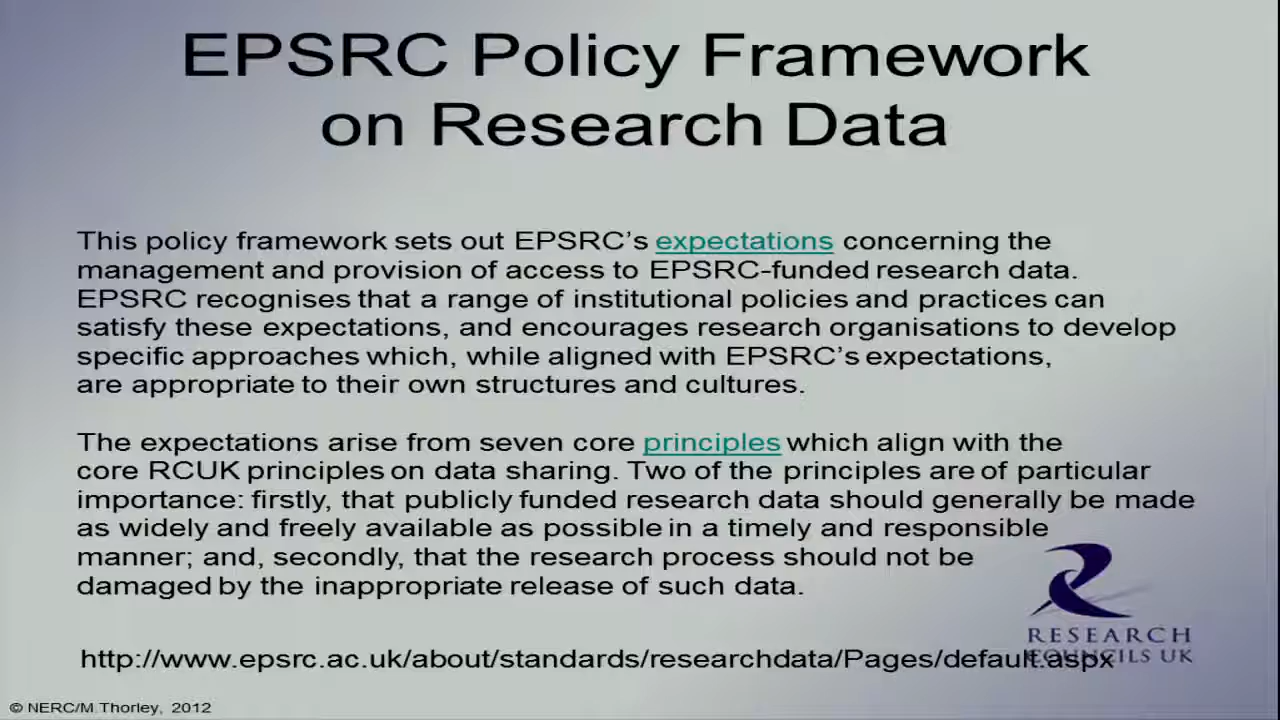 EPSRC Policy Framework
on Research Data
This policy framework sets out EPSRC's expectations concerning the
management and provision of access to EPSRC-funded research data.
EPSRC recognises that a range of institutional policies and practices can
satisfy these expectations, and encourages research organisations to develop
specific approaches which, while aligned with EPSRC's expectations,
are appropriate to their own structures and cultures.
The expectations arise from seven core principles which align with the
core RCUK principles on data sharing. Two of the principles are of particular
importance: firstly, that publicly funded research data should generally be made
as widely and freely available as possible in a timely and responsible
manner; and, secondly, that the research process should not be
damaged by the inappropriate release of such data.
RESEARCH
COUNCILS UK
http://www.epsrc.ac.uk/about/standards/researchdata/Pages/default.aspx
© NERC/M Thorley, 2012